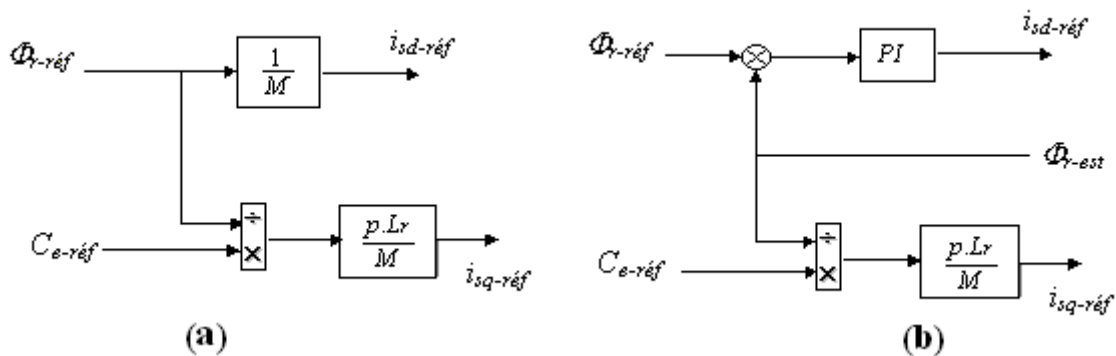 Φr-réf
1
M
isd-réf
Ce-réf
÷
×
p.Lr
M
isq-réf
(a)
Φr-réf
PI
isd-réf
Φr-est
Ce-réf
÷
×
p.Lr
M
isq-réf
(b)